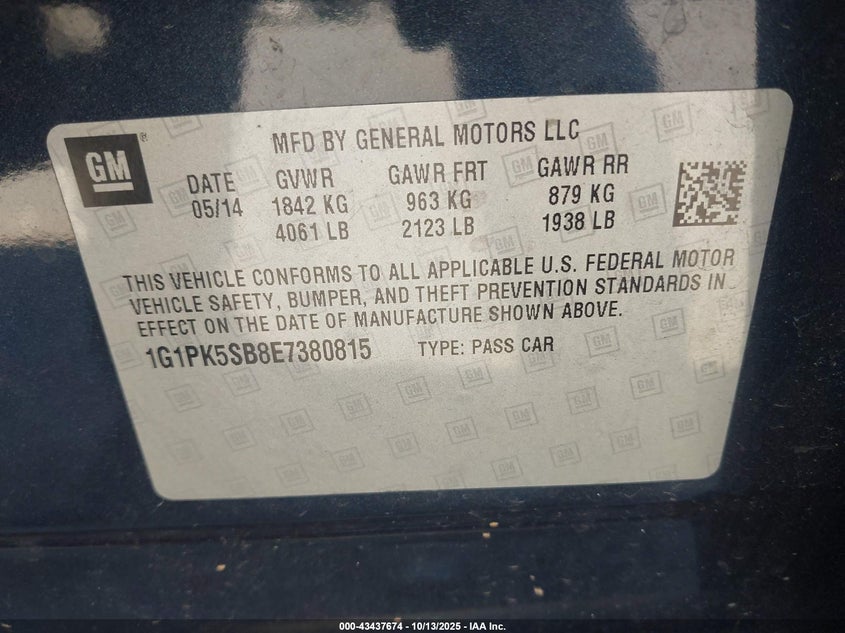 GM ®
MFD BY GENERAL MOTORS LLC
DATE GVWR GAWR FRT GAWR RR
05/14 1842 KG 963 KG 879 KG
4061 LB 2123 LB 1938 LB
THIS VEHICLE CONFORMS TO ALL APPLICABLE U.S. FEDERAL MOTOR
VEHICLE SAFETY, BUMPER, AND THEFT PREVENTION STANDARDS IN
EFFECT ON THE DATE OF MANUFACTURE SHOWN ABOVE.
1G1PK5SB8E7380815 TYPE: PASS CAR
000-43437674 | 10/13/2025 | IAA Inc.